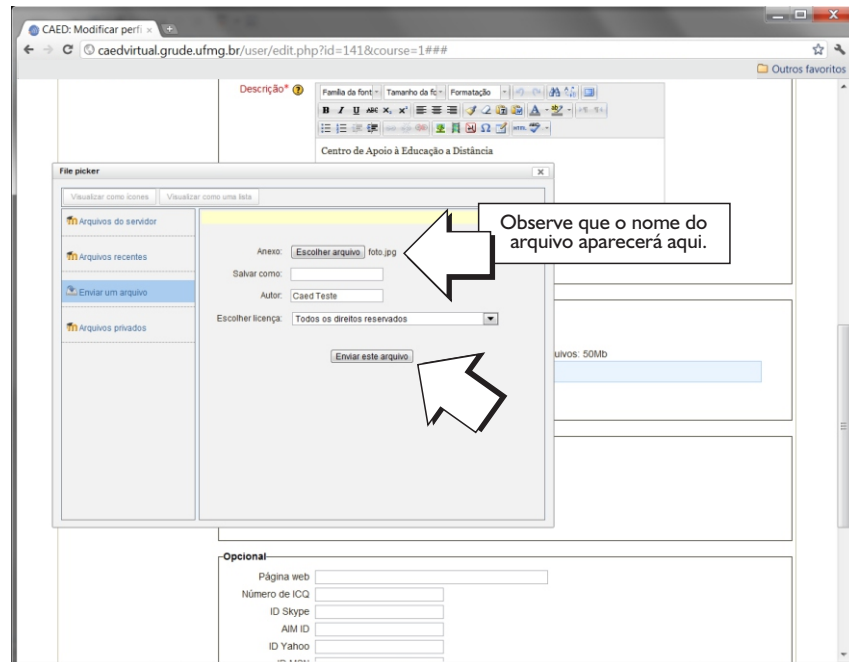 CAED: Modificar perfi
caedvirtual.grude.ufmg.br/user/edit.php?id=141&course=1###
Outros favoritos
Descrição*
Família da font
Tamanho da fo
Formatação
Centro de Apoio à Educação a Distância
File picker
Visualizar como ícones
Visualizar como uma lista
Arquivos do servidor
Arquivos recentes
Enviar um arquivo
Arquivos privados
Anexo: Escolher arquivo foto.jpg
Salvar como:
Autor: Caed Teste
Escolher licença: Todos os direitos reservados
Enviar este arquivo
Observe que o nome do
arquivo aparecerá aqui.
uivos: 50Mb
Opcional
Página web
Número de ICQ
ID Skype
AIM ID
ID Yahoo